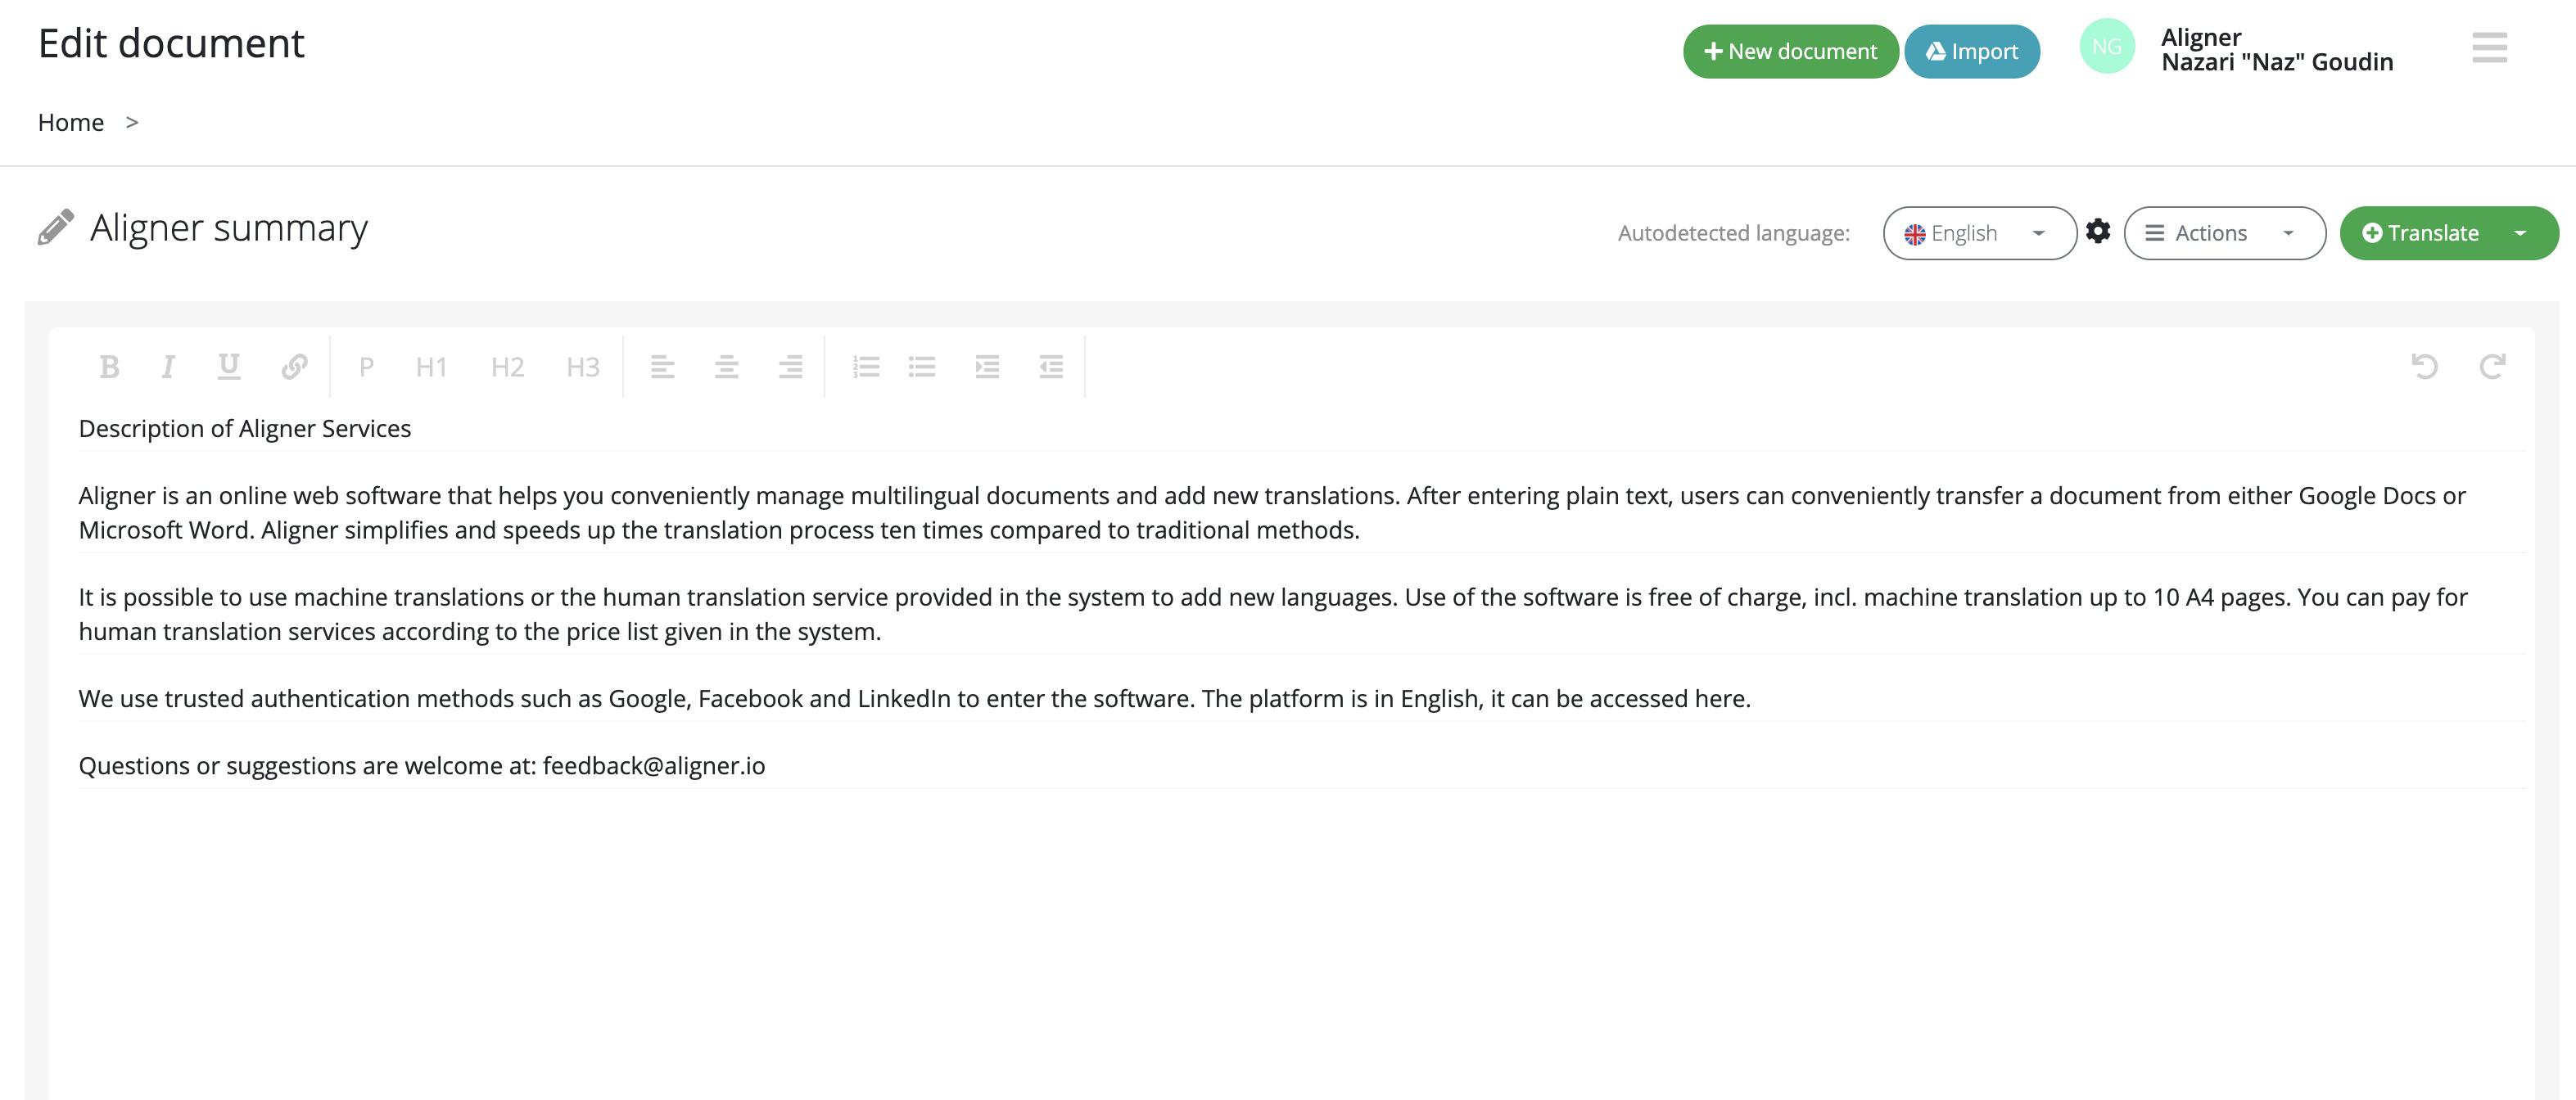 Edit document
New document
Import
NG
Aligner
Nazari "Naz" Goudin
Home >
Aligner summary
Autodetected language:
English
Actions
Translate
B I U P H1 H2 H3
Description of Aligner Services
Aligner is an online web software that helps you conveniently manage multilingual documents and add new translations. After entering plain text, users can conveniently transfer a document from either Google Docs or
Microsoft Word. Aligner simplifies and speeds up the translation process ten times compared to traditional methods.
It is possible to use machine translations or the human translation service provided in the system to add new languages. Use of the software is free of charge, incl. machine translation up to 10 A4 pages. You can pay for
human translation services according to the price list given in the system.
We use trusted authentication methods such as Google, Facebook and LinkedIn to enter the software. The platform is in English, it can be accessed here.
Questions or suggestions are welcome at: feedback@aligner.io